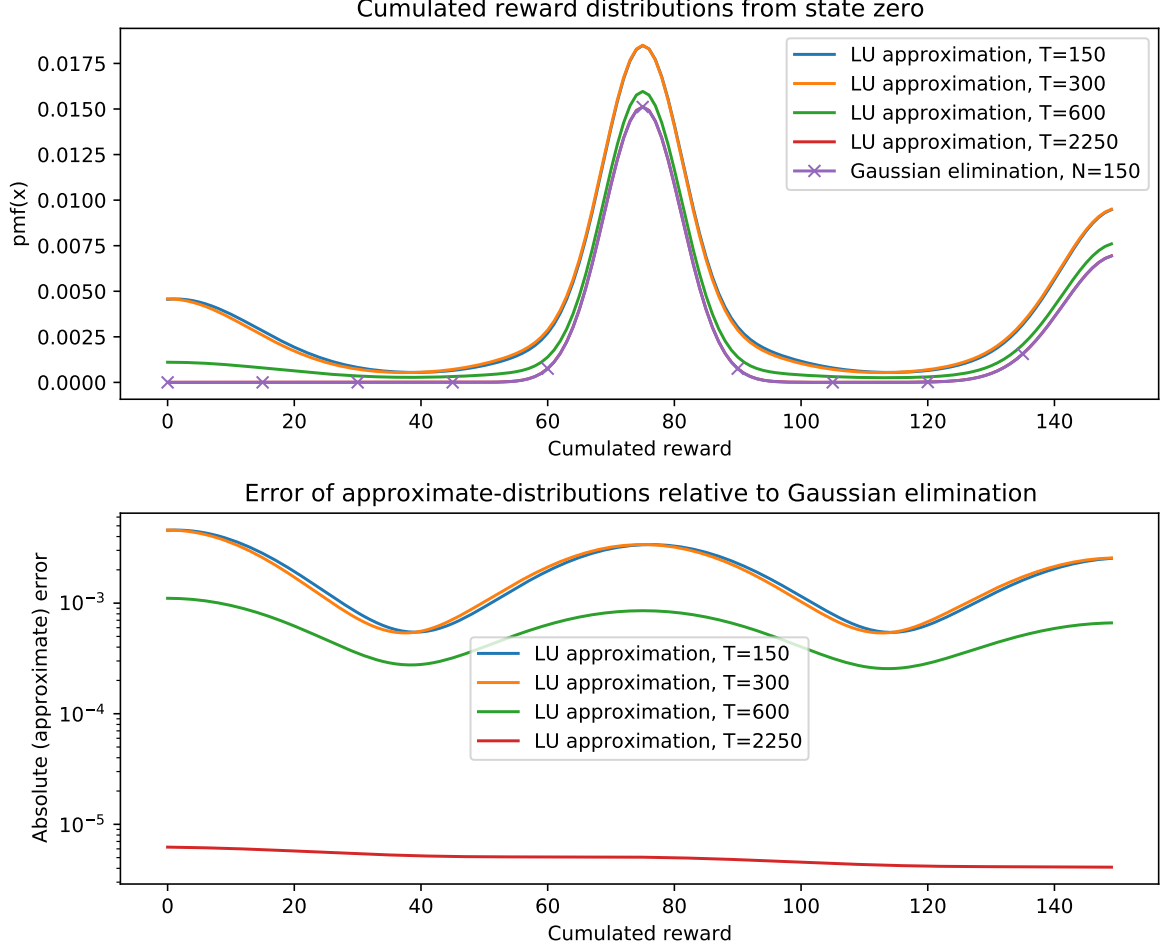 Cumulated reward distributions from state zero
pmf(x)
0.0175
0.0150
0.0125
0.0100
0.0075
0.0050
0.0025
0.0000
LU approximation, T=150
LU approximation, T=300
LU approximation, T=600
LU approximation, T=2250
Gaussian elimination, N=150
0 20 40 60 80 100 120 140
Cumulated reward
Error of approximate-distributions relative to Gaussian elimination
Absolute (approximate) error
10⁻³
10⁻⁴
10⁻⁵
LU approximation, T=150
LU approximation, T=300
LU approximation, T=600
LU approximation, T=2250
0 20 40 60 80 100 120 140
Cumulated reward